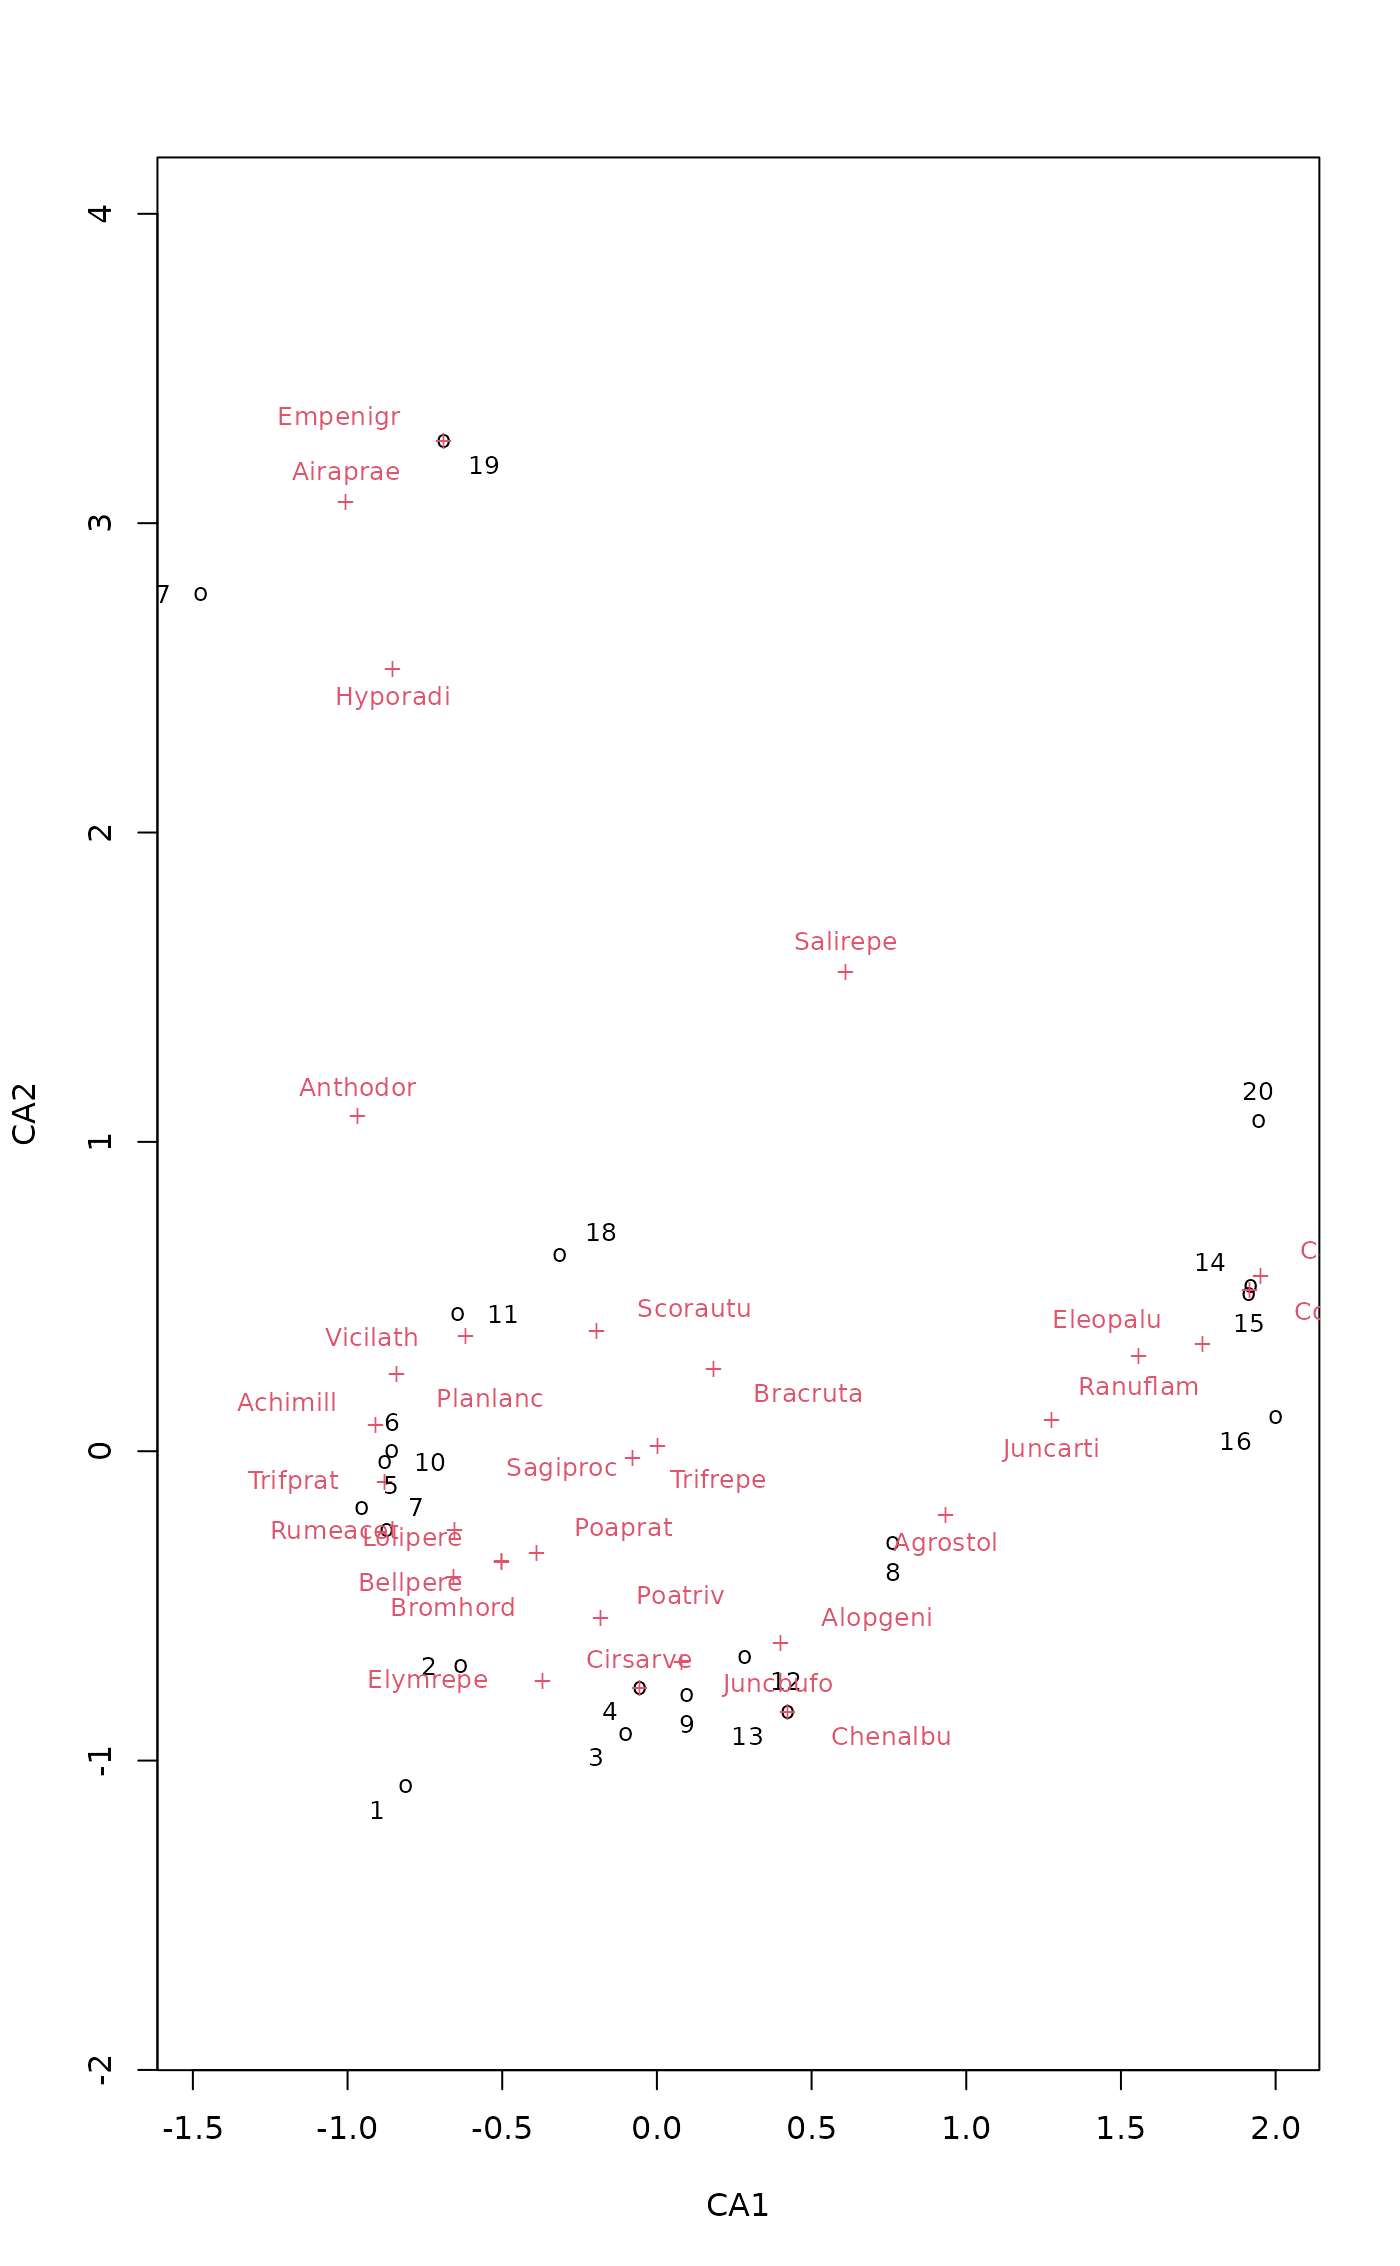 4
Empenigr
19
Airaprae
3
7
Hyporadi
2
Salirepe
CA2
Anthodor
20
1
18
14
C
Scorautu
11
Co
Vicilath
Eleopalu
15
Planlanc
Ranuflam
Achimill
Bracruta
6
0
10
Sagiproc
Juncarti
16
Trifprat
5
Trifrepe
7
Rumeacet
Lolipere
Poaprat
Agrostol
8
Bellpere
Bromhord
Poatriv
Alopgeni
2
Cirsarve
Elymrepe
12
Juncbufo
4
9
13
Chenalbu
3
-1
1
-2
-1.5 -1.0 -0.5 0.0 0.5 1.0 1.5 2.0
CA1